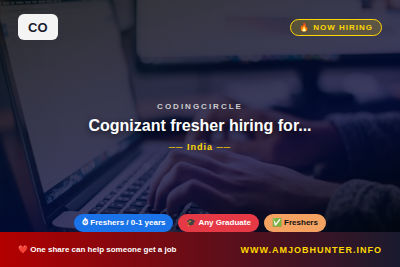 CO
🔥 NOW HIRING
CODINGCIRCLE
Cognizant fresher hiring for...
— India —
⏱ Freshers / 0-1 years
🎓 Any Graduate
✅ Freshers
❤️ One share can help someone get a job
WWW.AMJOBHUNTER.INFO